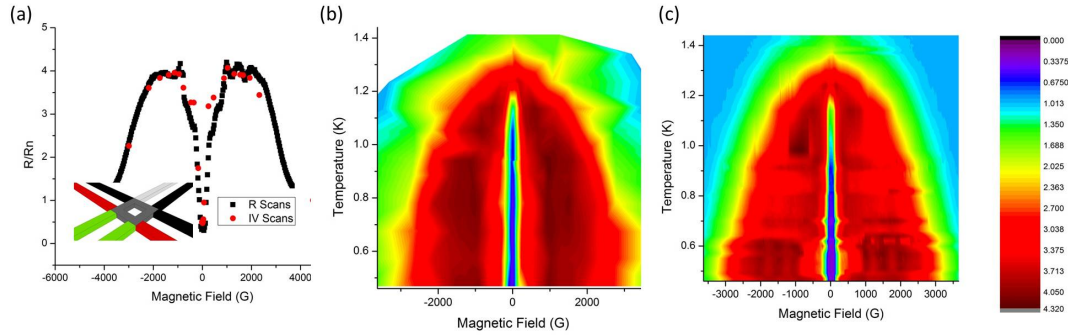 (a)
5
4
3
2
1
0
R/Rn
R Scans
IV Scans
-6000 -4000 -2000 0 2000 4000
Magnetic Field (G)
(b)
1.4
1.2
1.0
0.8
0.6
Temperature (K)
-2000 0 2000
Magnetic Field (G)
(c)
1.4
1.2
1.0
0.8
0.6
Temperature (K)
-3000 -2000 -1000 0 1000 2000 3000
Magnetic Field (G)
0.000
0.3375
0.6750
1.013
1.350
1.688
2.025
2.363
2.700
3.038
3.375
3.713
4.050
4.320